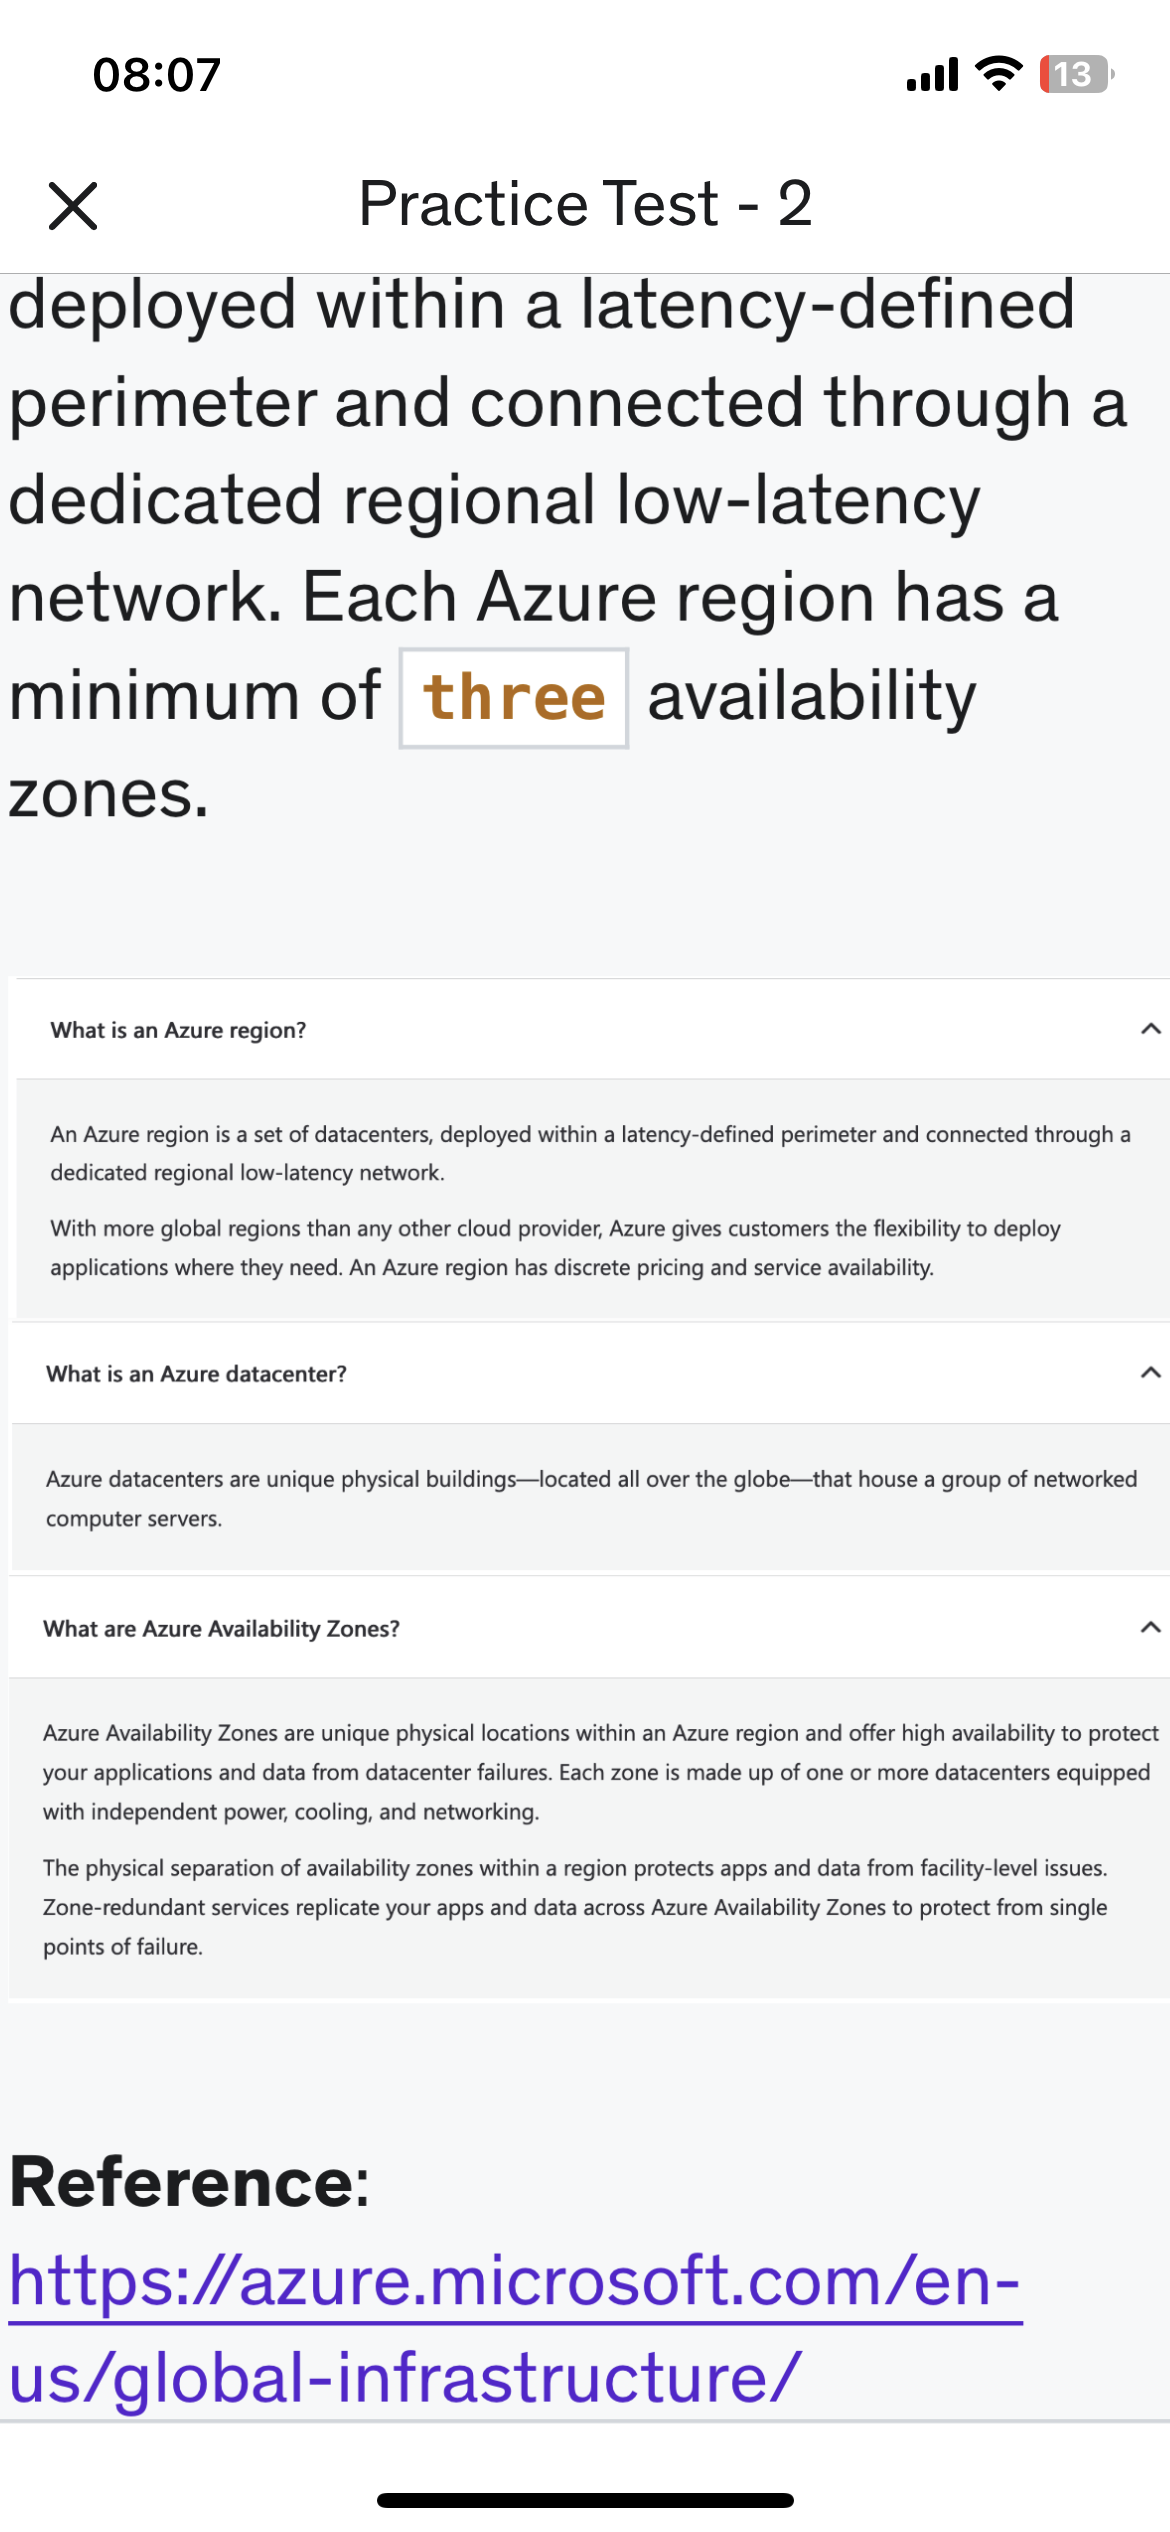 08:07
13
Practice Test - 2
deployed within a latency-defined
perimeter and connected through a
dedicated regional low-latency
network. Each Azure region has a
minimum of three availability
zones.
What is an Azure region?
An Azure region is a set of datacenters, deployed within a latency-defined perimeter and connected through a
dedicated regional low-latency network.
With more global regions than any other cloud provider, Azure gives customers the flexibility to deploy
applications where they need. An Azure region has discrete pricing and service availability.
What is an Azure datacenter?
Azure datacenters are unique physical buildings—located all over the globe—that house a group of networked
computer servers.
What are Azure Availability Zones?
Azure Availability Zones are unique physical locations within an Azure region and offer high availability to protect
your applications and data from datacenter failures. Each zone is made up of one or more datacenters equipped
with independent power, cooling, and networking.
The physical separation of availability zones within a region protects apps and data from facility-level issues.
Zone-redundant services replicate your apps and data across Azure Availability Zones to protect from single
points of failure.
Reference:
https://azure.microsoft.com/en-
us/global-infrastructure/